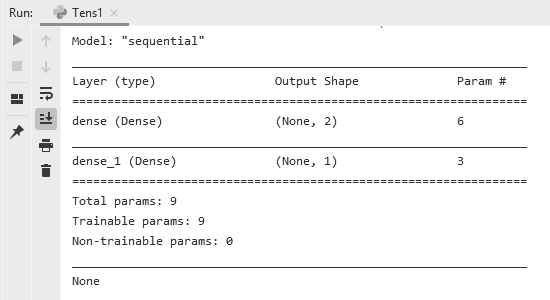 Run: Tens1 ×
Model: "sequential"
_________________________________________________________________
Layer (type) Output Shape Param #
=================================================================
dense (Dense) (None, 2) 6
_________________________________________________________________
dense_1 (Dense) (None, 1) 3
=================================================================
Total params: 9
Trainable params: 9
Non-trainable params: 0
_________________________________________________________________
None